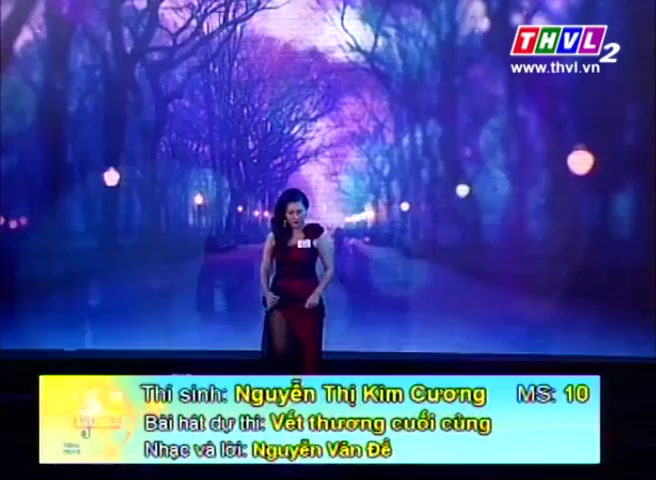 THVL2
www.thvl.vn
Thí sinh: Nguyễn Thị Kim Cương MS: 10
Bài hát dự thi: Vết thương cuối cùng
Nhạc và lời: Nguyễn Văn Đề